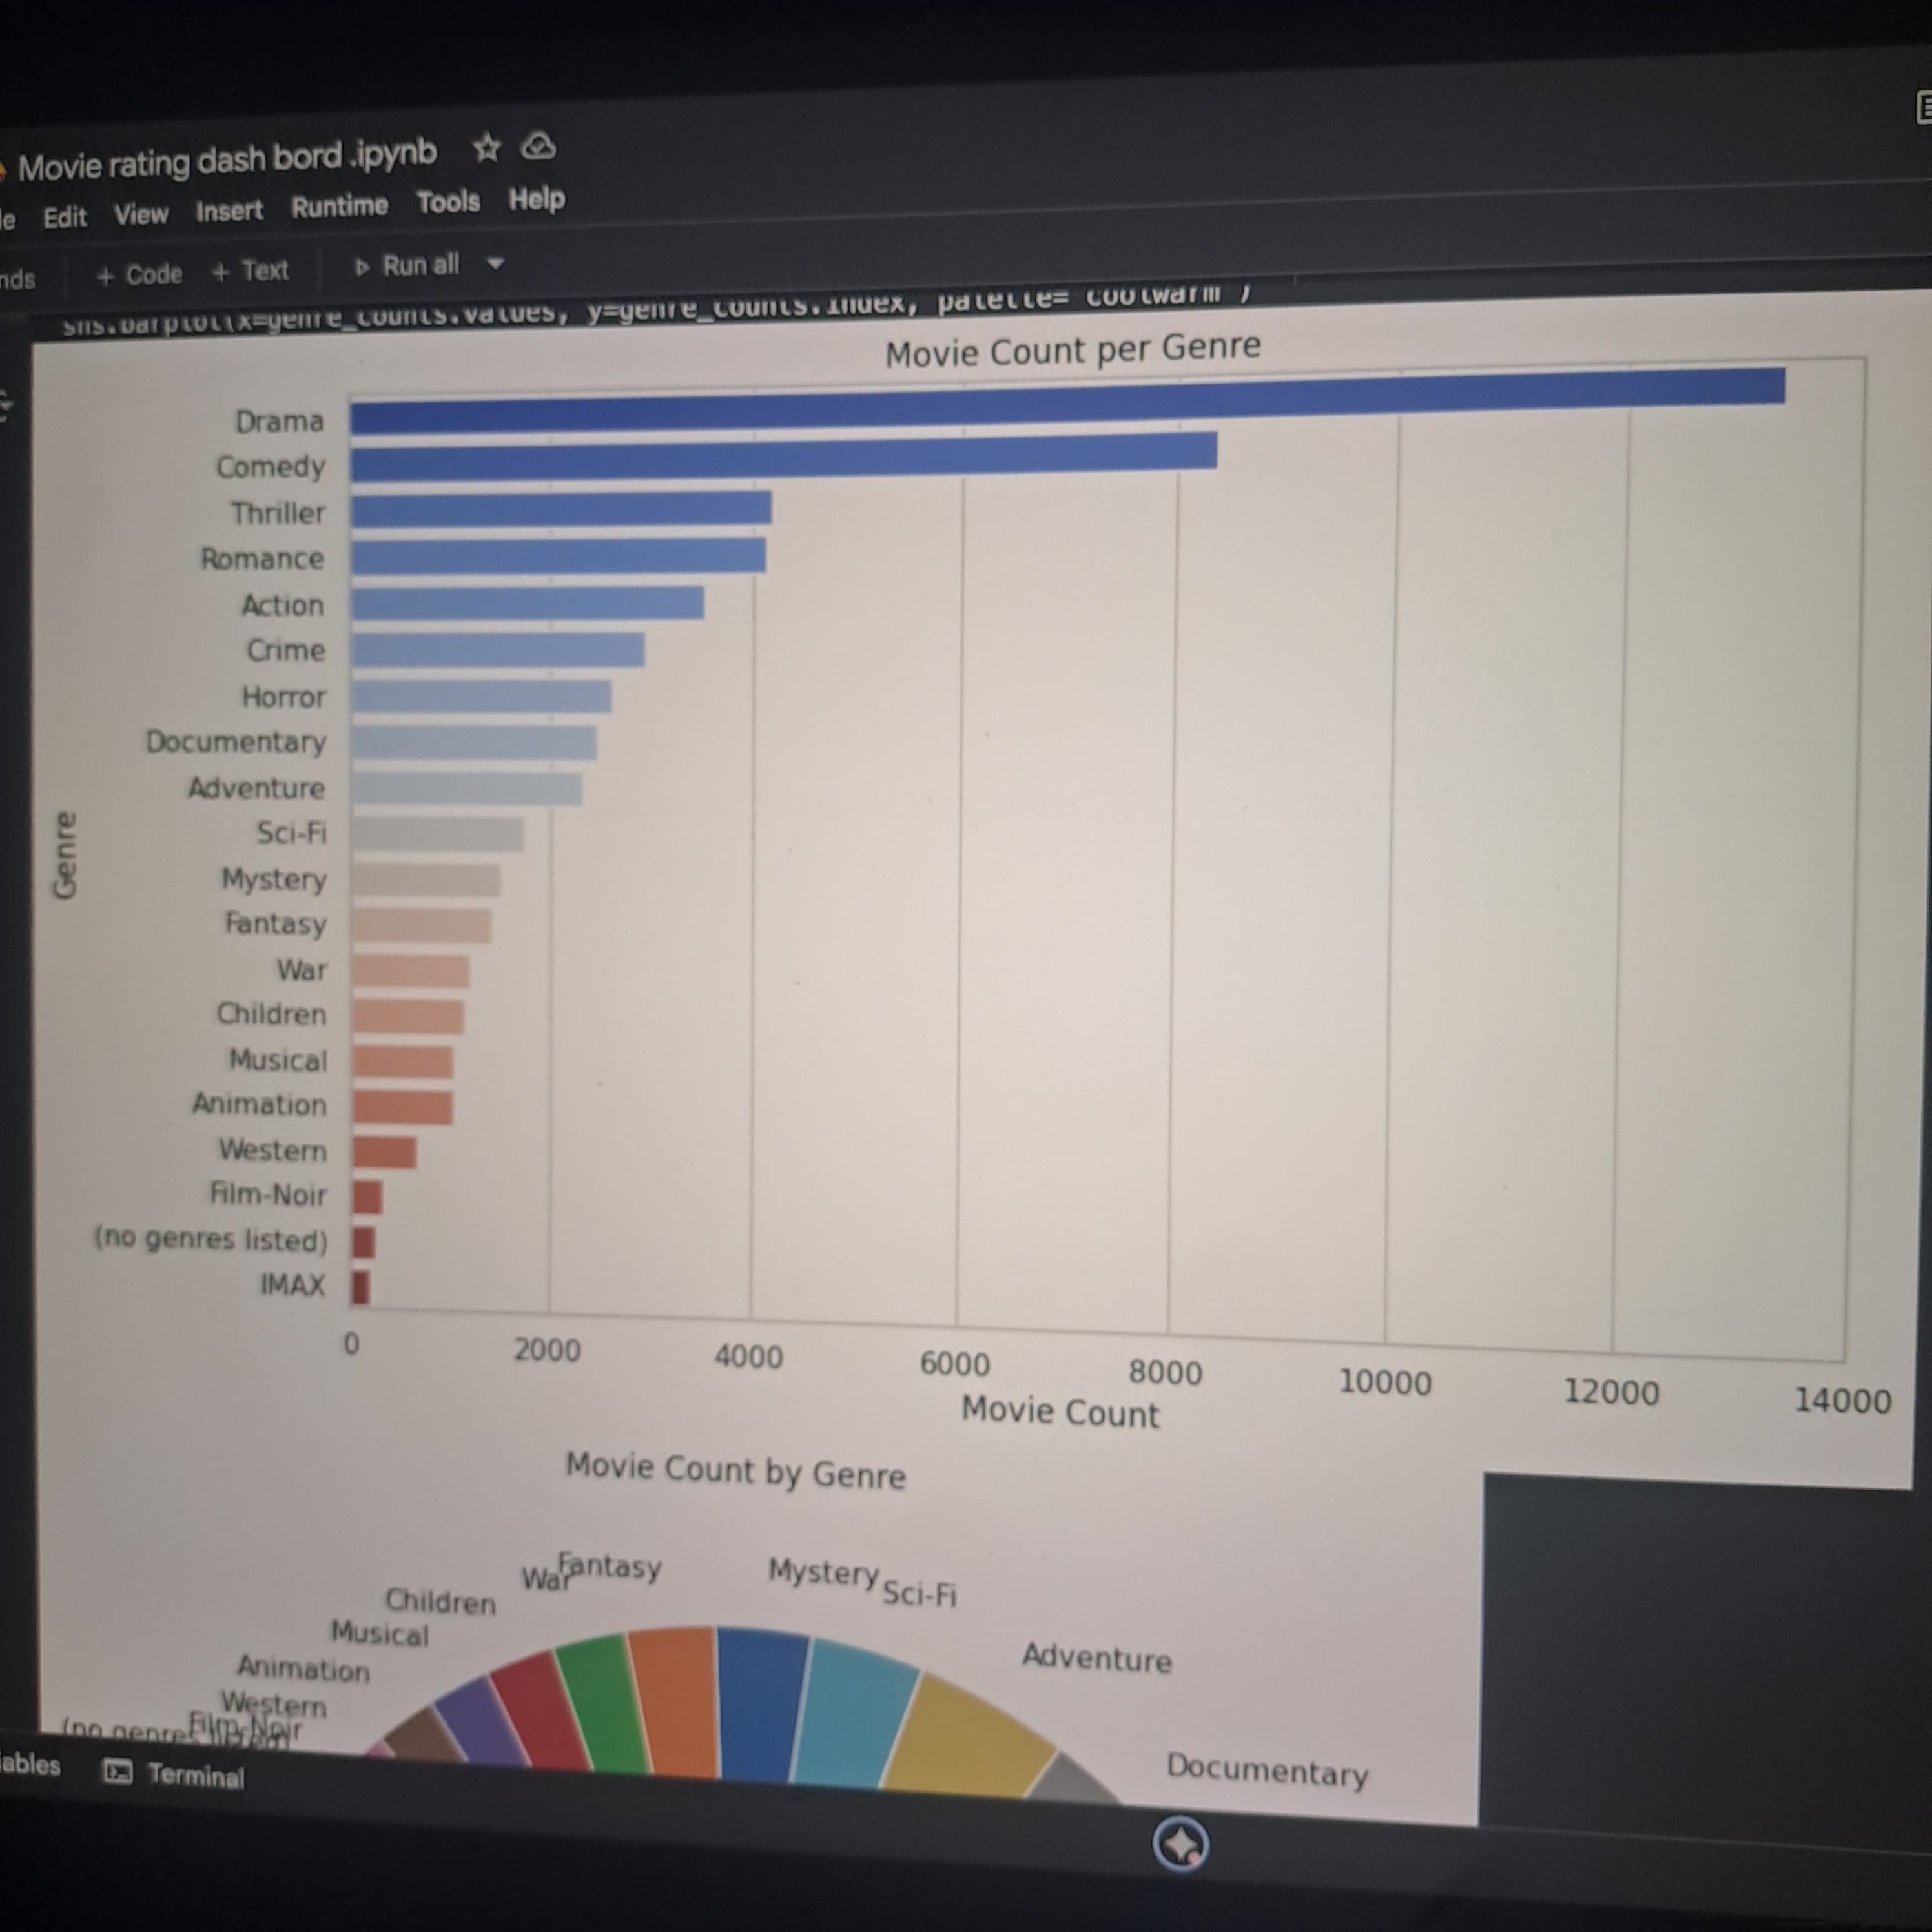 Movie rating dash bord .ipynb
Edit View Insert Runtime Tools Help
+ Code + Text Run all
sns.barplot(x=genre_counts.values, y=genre_counts.index, palette='coolwarm')
Movie Count per Genre
Drama
Comedy
Thriller
Romance
Action
Crime
Horror
Documentary
Adventure
Sci-Fi
Mystery
Fantasy
War
Children
Musical
Animation
Western
Film-Noir
(no genres listed)
IMAX
Genre
0 2000 4000 6000 8000 10000 12000 14000
Movie Count
Movie Count by Genre
Fantasy Mystery
War Sci-Fi
Children
Musical
Adventure
Animation
Western
Film-Noir
(no genres listed)
Documentary
Terminal